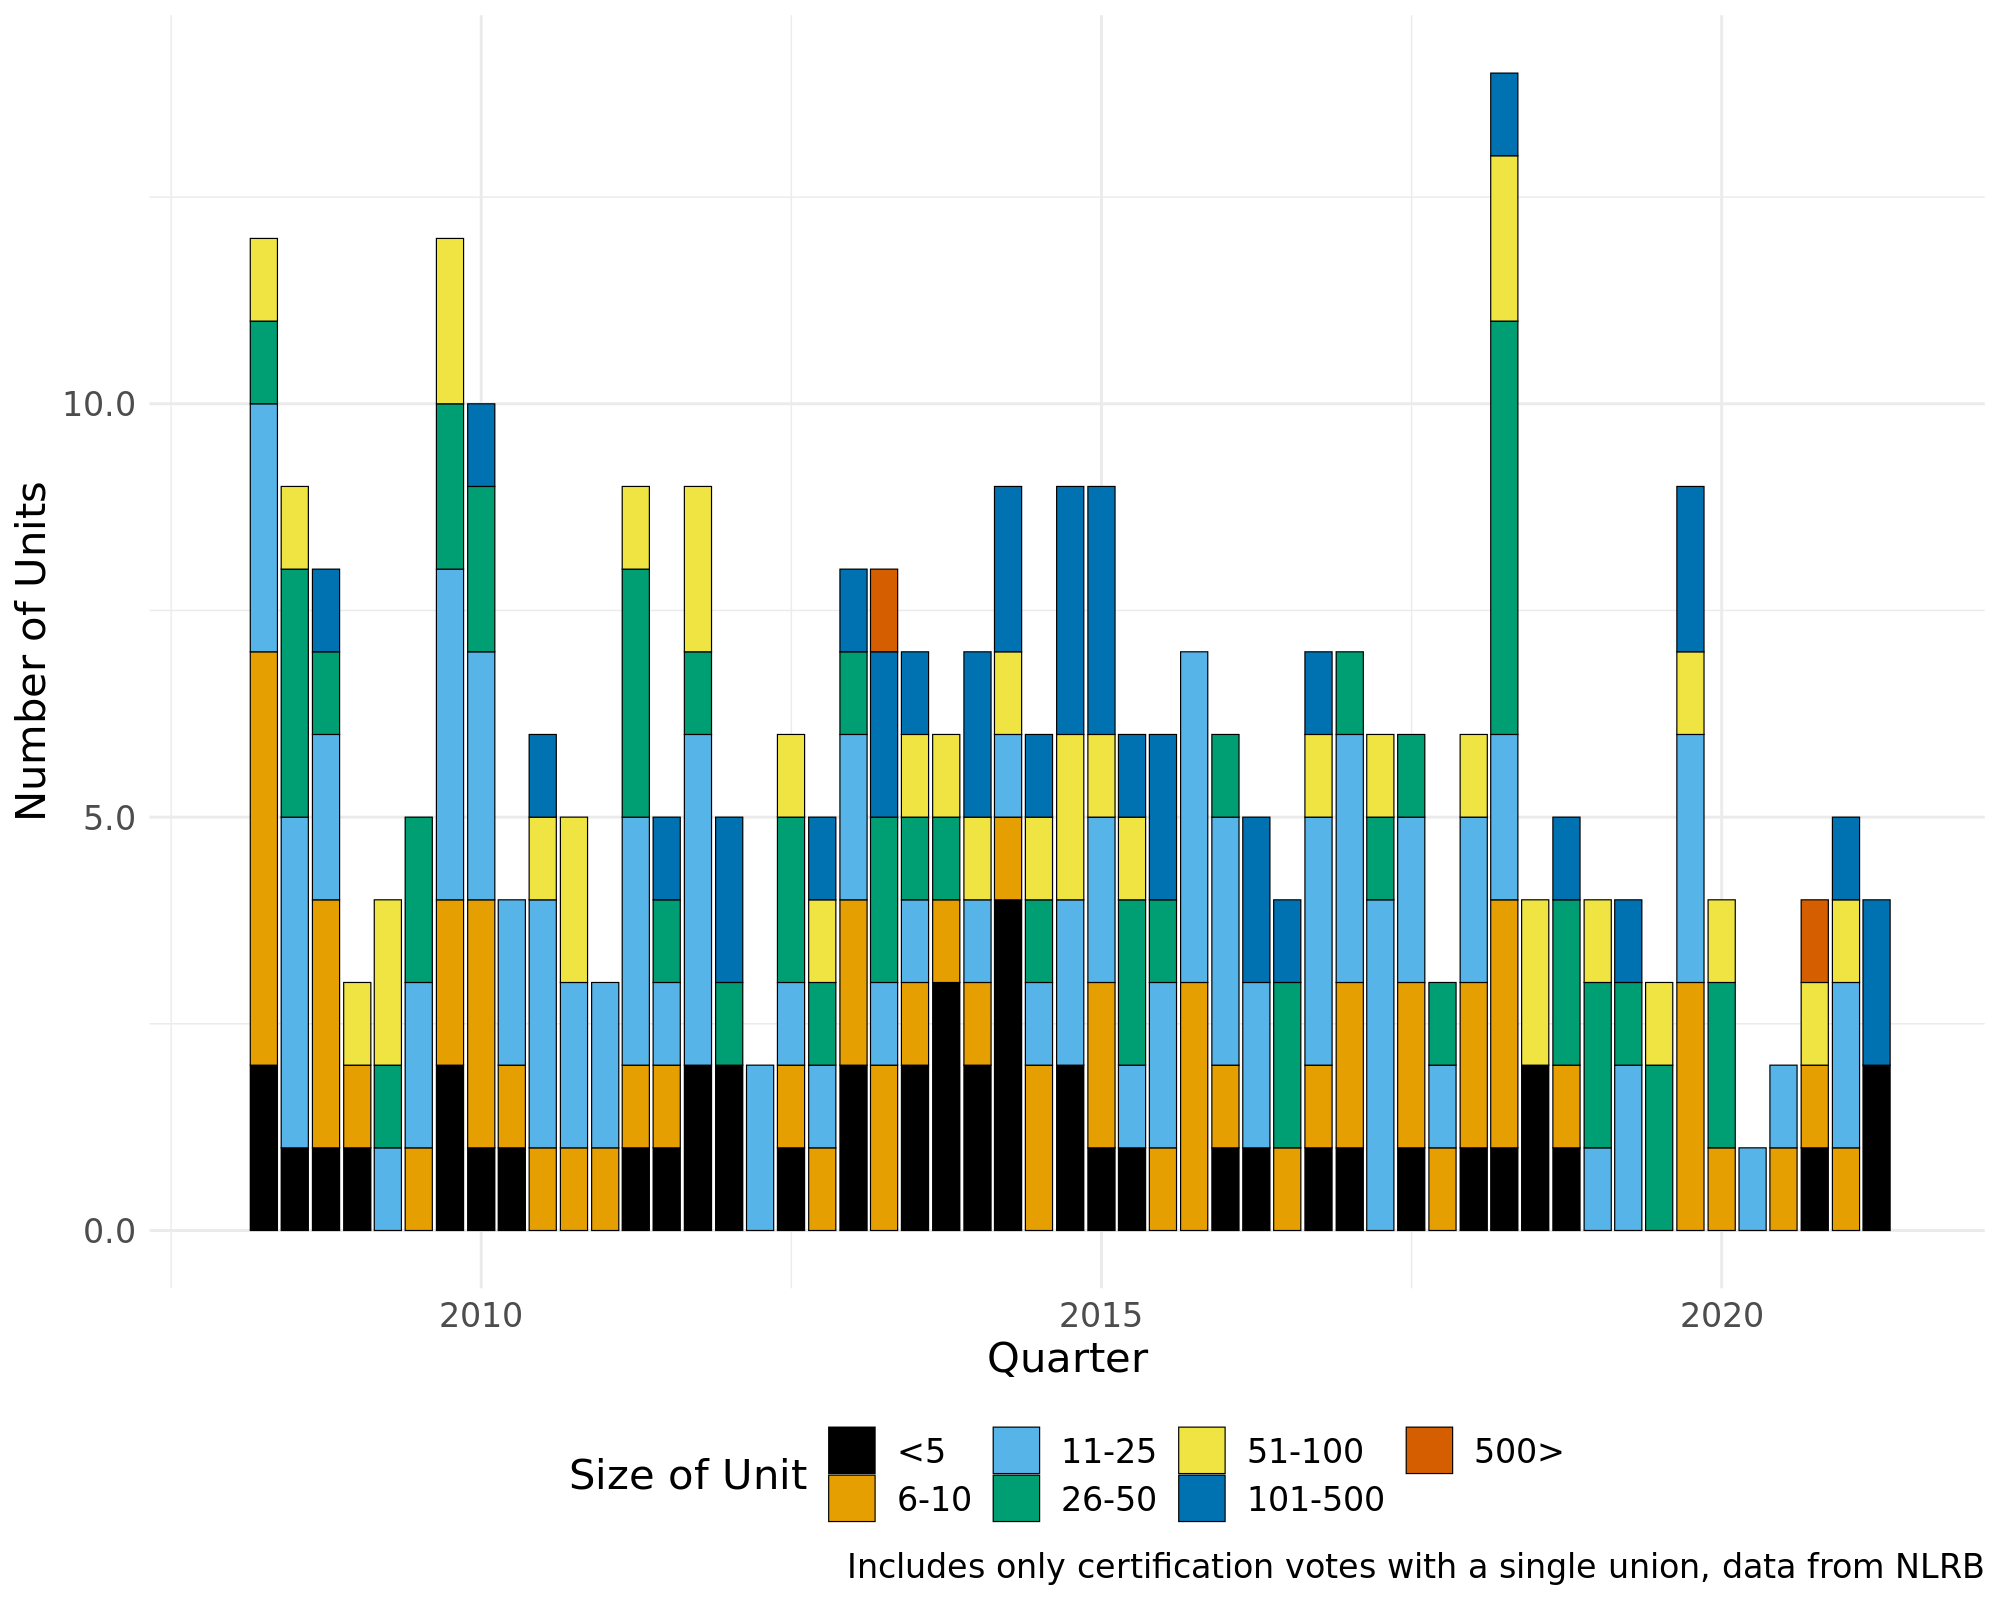 Number of Units
10.0
5.0
0.0
2010 2015 2020
Quarter
Size of Unit
<5 11-25 51-100 500>
6-10 26-50 101-500
Includes only certification votes with a single union, data from NLRB